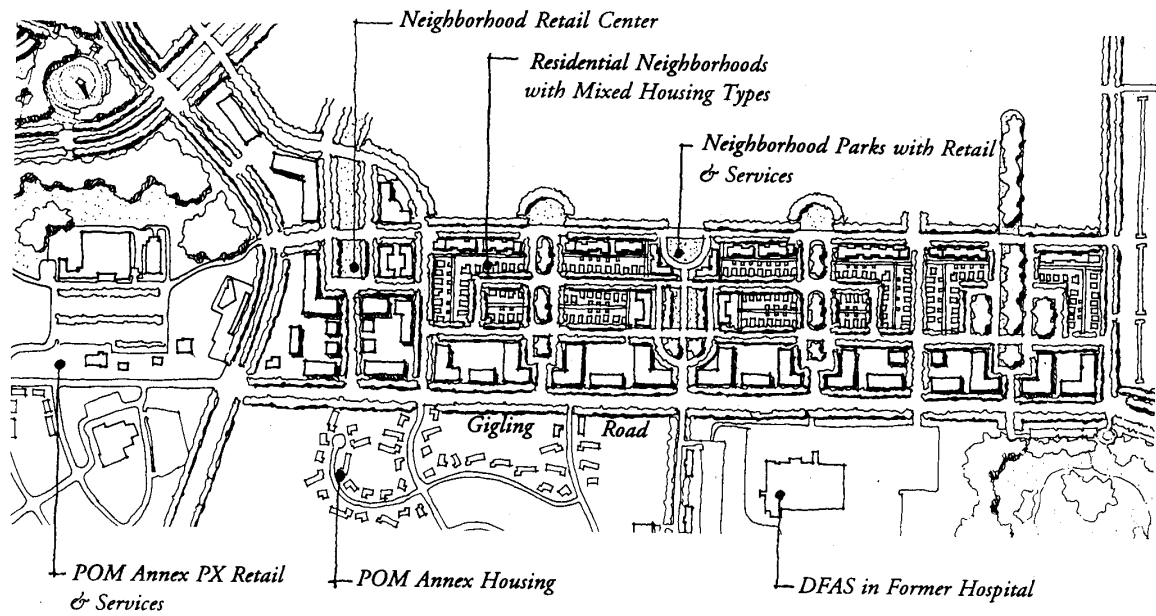 Neighborhood Retail Center
Residential Neighborhoods
with Mixed Housing Types
Neighborhood Parks with Retail
& Services
Gigling Road
POM Annex PX Retail
& Services
POM Annex Housing
DFAS in Former Hospital